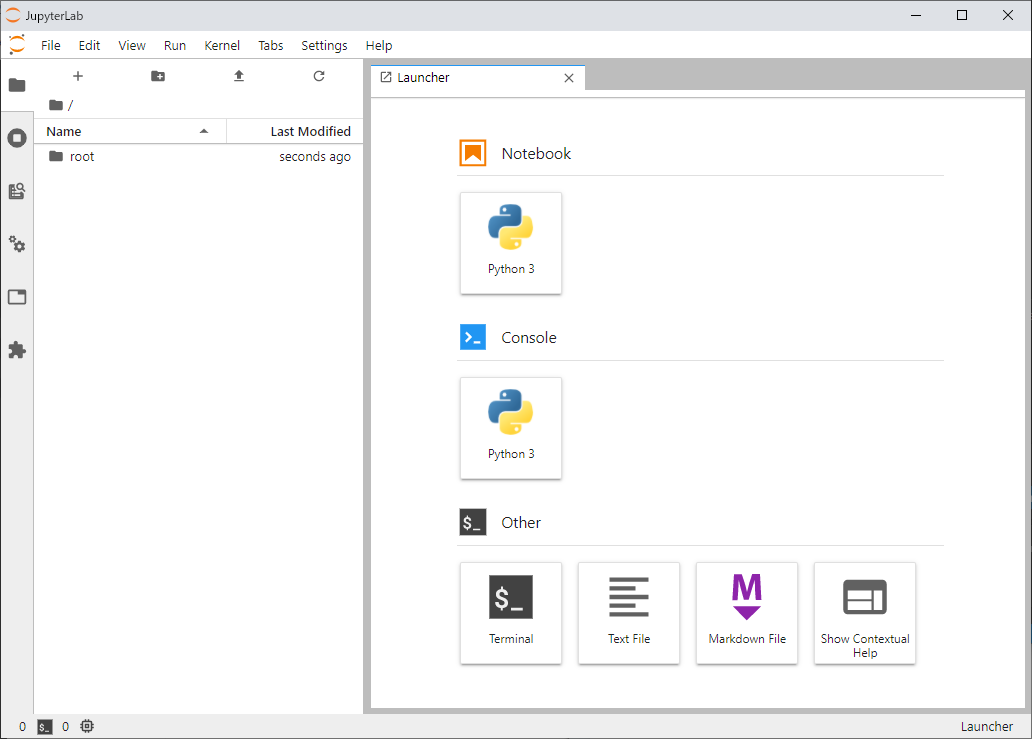 JupyterLab
File Edit View Run Kernel Tabs Settings Help
/
Name Last Modified
root seconds ago
Launcher
Notebook
Python 3
Console
Python 3
$_ Other
$_
Terminal
Text File
M
Markdown File
Show Contextual
Help
0 $_ 0
Launcher